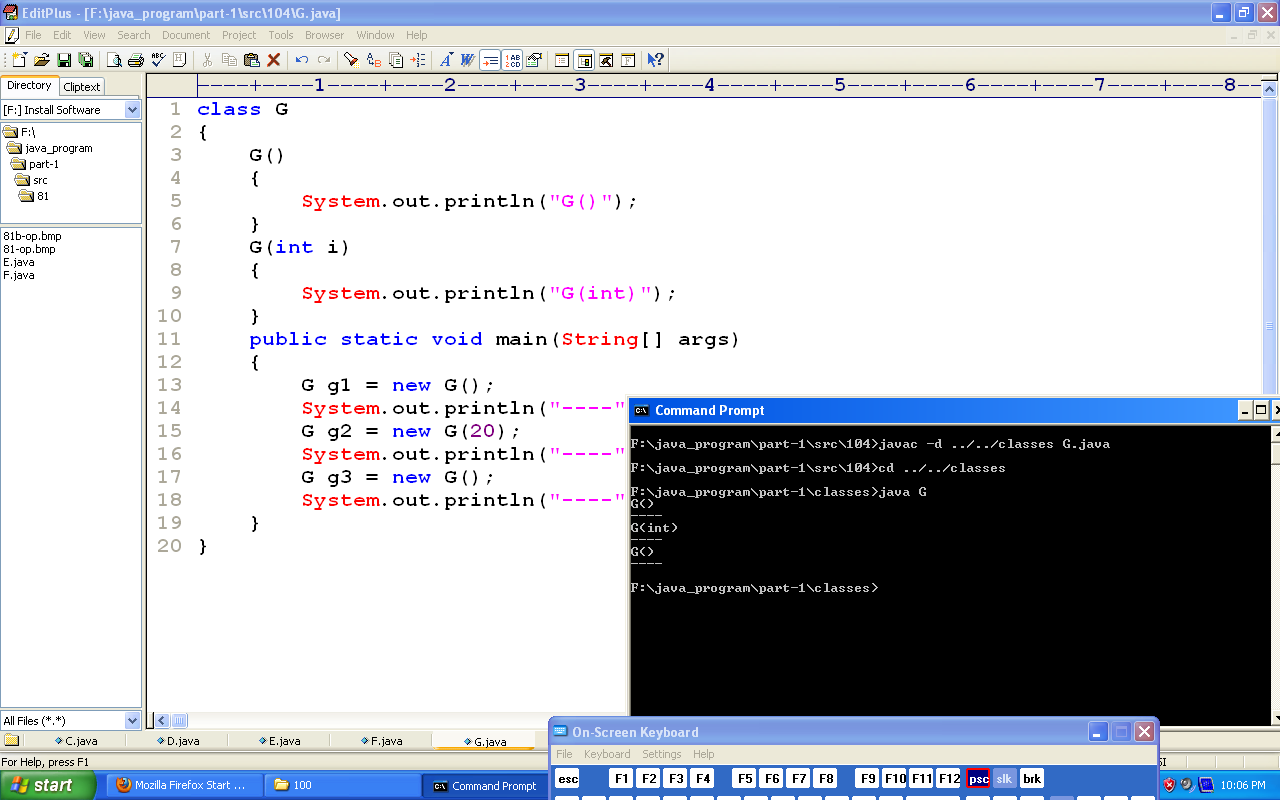 EditPlus - [F:\java_program\part-1\src\104\G.java]
File Edit View Search Document Project Tools Browser Window Help
Directory Cliptext
----+----1----+----2----+----3----+----4----+----5----+----6----+----7----+----8--
[F:] Install Software
F:\
java_program
part-1
src
81
81b-op.bmp
81-op.bmp
E.java
F.java
All Files (*.*)
1 class G
2 {
3 G()
4 {
5 System.out.println("G()");
6 }
7 G(int i)
8 {
9 System.out.println("G(int)");
10 }
11 public static void main(String[] args)
12 {
13 G g1 = new G();
14 System.out.println("----"
15 G g2 = new G(20);
16 System.out.println("----"
17 G g3 = new G();
18 System.out.println("----"
19 }
20 }
Command Prompt
F:\java_program\part-1\src\104>javac -d ../../classes G.java
F:\java_program\part-1\src\104>cd ../../classes
F:\java_program\part-1\classes>java G
G()
----
G(int)
----
G()
----
F:\java_program\part-1\classes>
On-Screen Keyboard
File Keyboard Settings Help
esc F1 F2 F3 F4 F5 F6 F7 F8 F9 F10 F11 F12 psc slk brk
C.java D.java E.java F.java G.java
For Help, press F1
start Mozilla Firefox Start ... 100 Command Prompt 10:06 PM